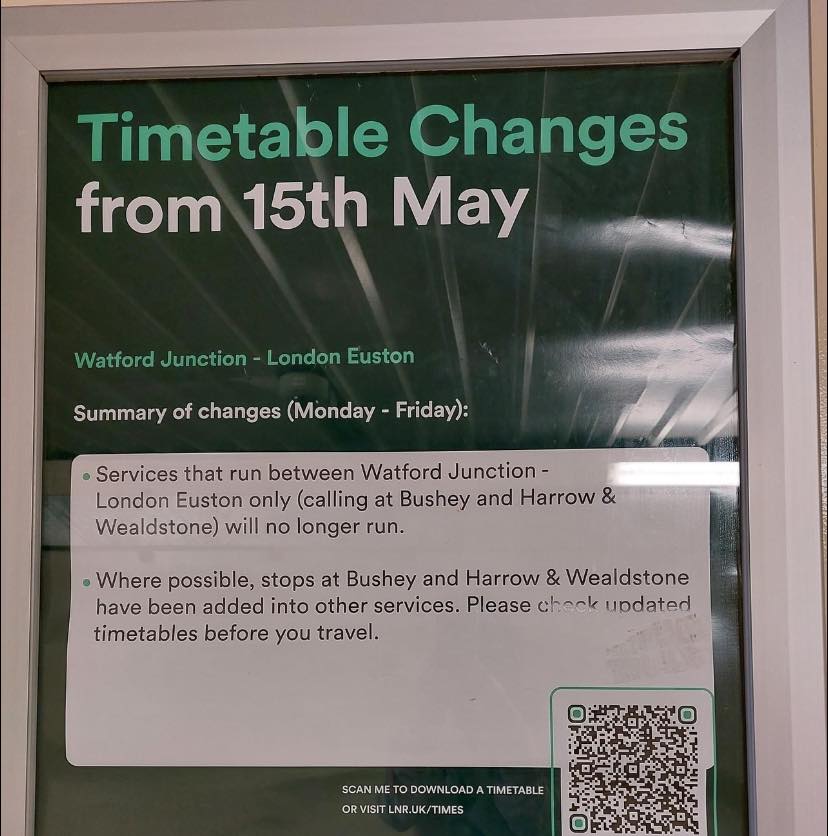 Timetable Changes
from 15th May
Watford Junction - London Euston
Summary of changes (Monday - Friday):
• Services that run between Watford Junction -
London Euston only (calling at Bushey and Harrow &
Wealdstone) will no longer run.
• Where possible, stops at Bushey and Harrow & Wealdstone
have been added into other services. Please check updated
timetables before you travel.
SCAN ME TO DOWNLOAD A TIMETABLE
OR VISIT LNR.UK/TIMES